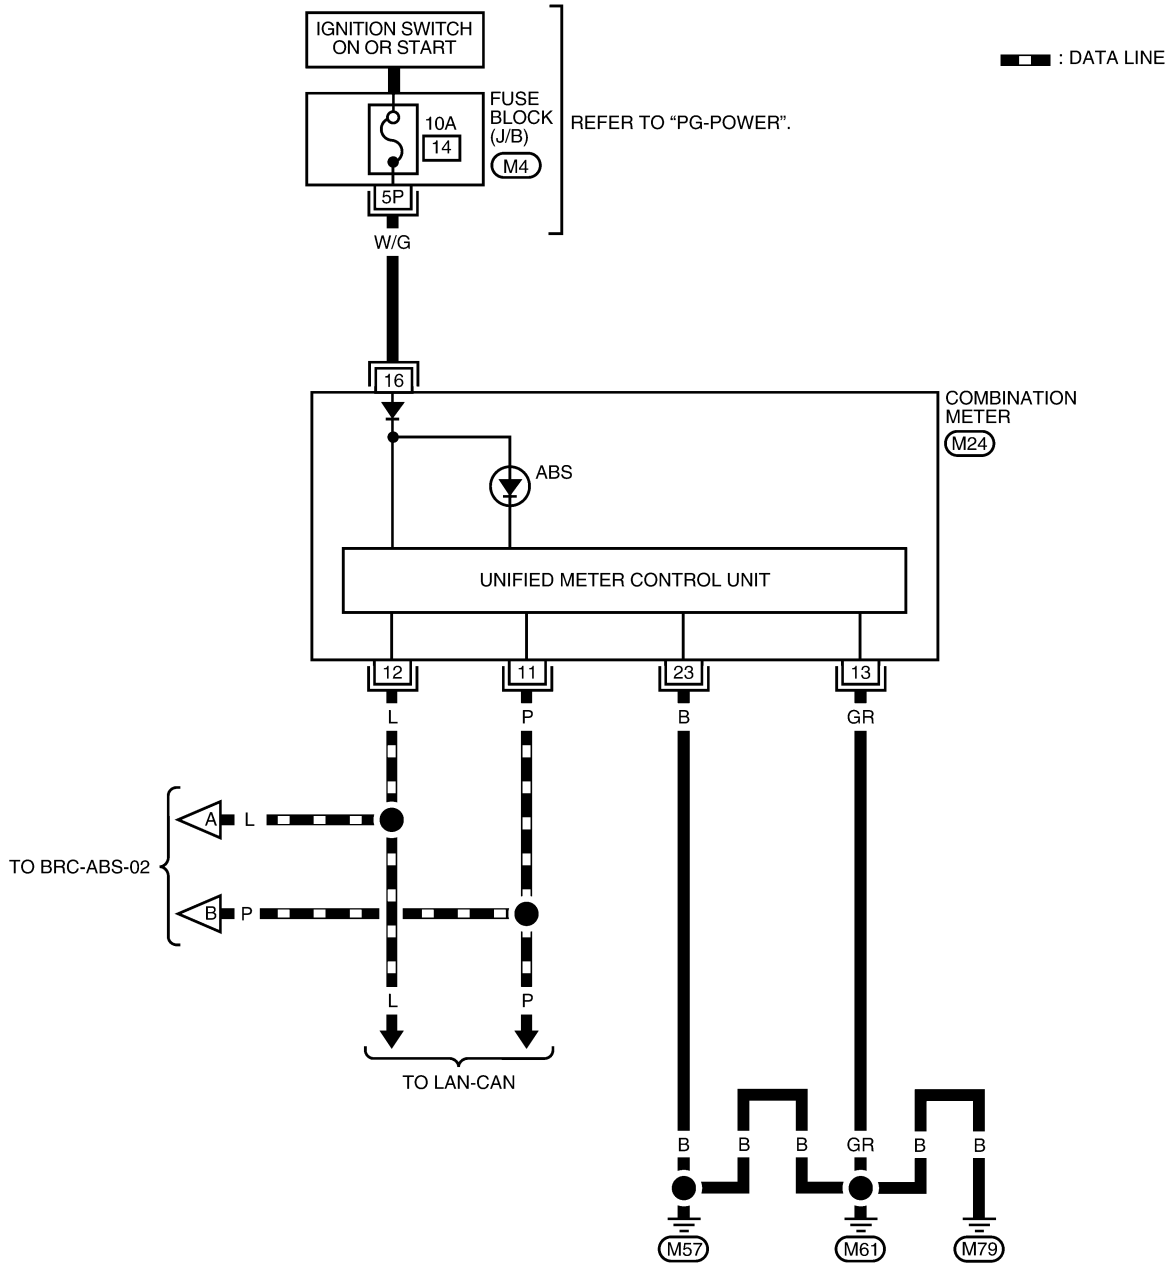 IGNITION SWITCH
ON OR START
: DATA LINE
FUSE
BLOCK
(J/B)
10A
14
M4
REFER TO “PG-POWER”.
5P
W/G
16
COMBINATION
METER
M24
ABS
UNIFIED METER CONTROL UNIT
12
11
23
13
L
P
B
GR
A
L
TO BRC-ABS-02
B
P
L
P
TO LAN-CAN
B
B
B
GR
B
B
M57
M61
M79